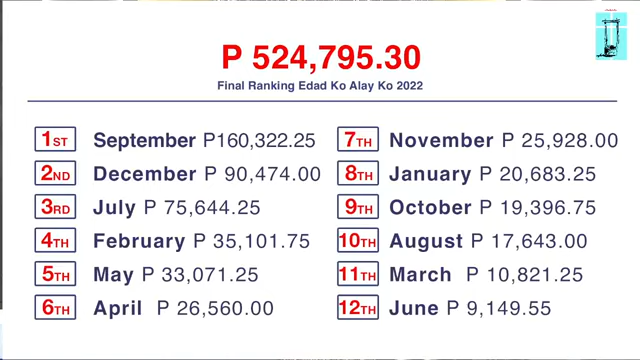 P 524,795.30
Final Ranking Edad Ko Alay Ko 2022
1ST September P160,322.25
2ND December P 90,474.00
3RD July P 75,644.25
4TH February P 35,101.75
5TH May P 33,071.25
6TH April P 26,560.00
7TH November P 25,928.00
8TH January P 20,683.25
9TH October P 19,396.75
10TH August P 17,643.00
11TH March P 10,821.25
12TH June P 9,149.55